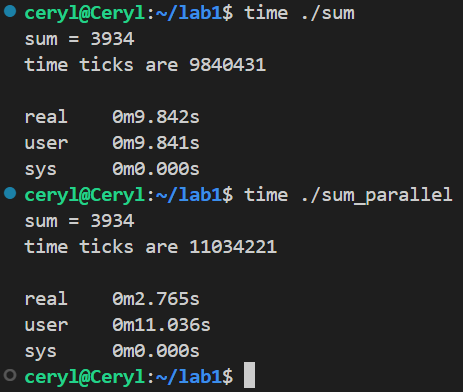 ceryl@Ceryl:~/lab1$ time ./sum
sum = 3934
time ticks are 9840431
real 0m9.842s
user 0m9.841s
sys 0m0.000s
ceryl@Ceryl:~/lab1$ time ./sum_parallel
sum = 3934
time ticks are 11034221
real 0m2.765s
user 0m11.036s
sys 0m0.000s
ceryl@Ceryl:~/lab1$